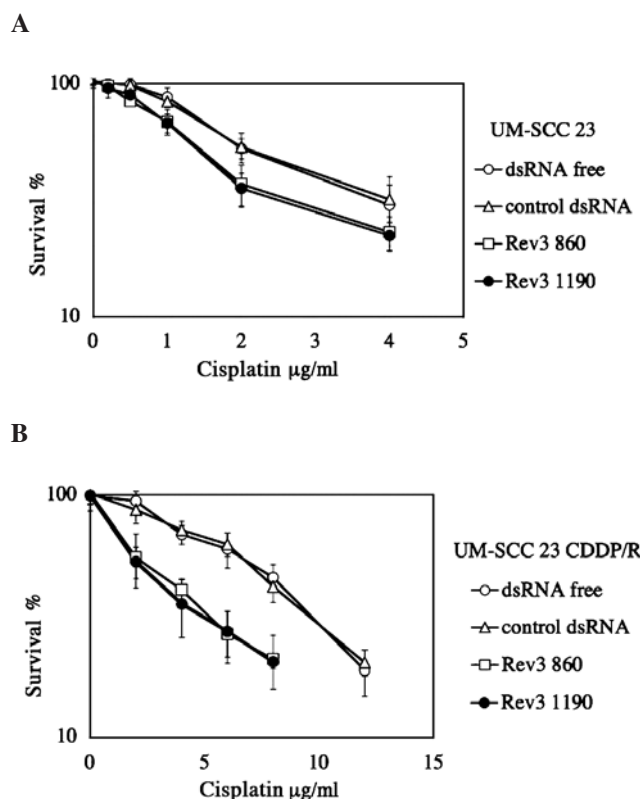 A
100
10
Survival %
0 1 2 3 4 5
Cisplatin µg/ml
UM-SCC 23
dsRNA free
control dsRNA
Rev3 860
Rev3 1190
B
100
10
Survival %
0 5 10 15
Cisplatin µg/ml
UM-SCC 23 CDDP/R
dsRNA free
control dsRNA
Rev3 860
Rev3 1190